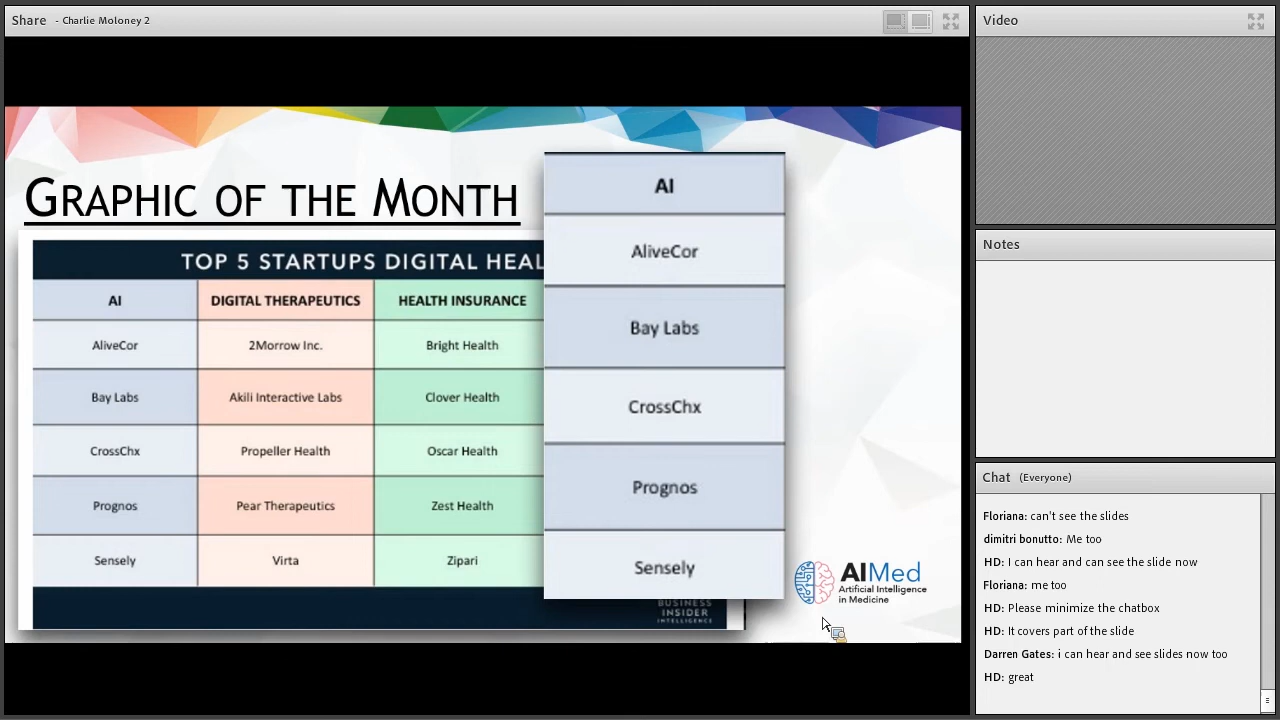 Share - Charlie Moloney 2
GRAPHIC OF THE MONTH
TOP 5 STARTUPS DIGITAL HEAL
AI DIGITAL THERAPEUTICS HEALTH INSURANCE
AliveCor 2Morrow Inc. Bright Health
Bay Labs Akili Interactive Labs Clover Health
CrossChx Propeller Health Oscar Health
Prognos Pear Therapeutics Zest Health
Sensely Virta Zipari
BUSINESS
INSIDER
INTELLIGENCE
AI
AliveCor
Bay Labs
CrossChx
Prognos
Sensely
AIMed
Artificial Intelligence
in Medicine
Video
Notes
Chat (Everyone)
Floriana: can't see the slides
dimitri bonutto: Me too
HD: I can hear and can see the slide now
Floriana: me too
HD: Please minimize the chatbox
HD: It covers part of the slide
Darren Gates: i can hear and see slides now too
HD: great